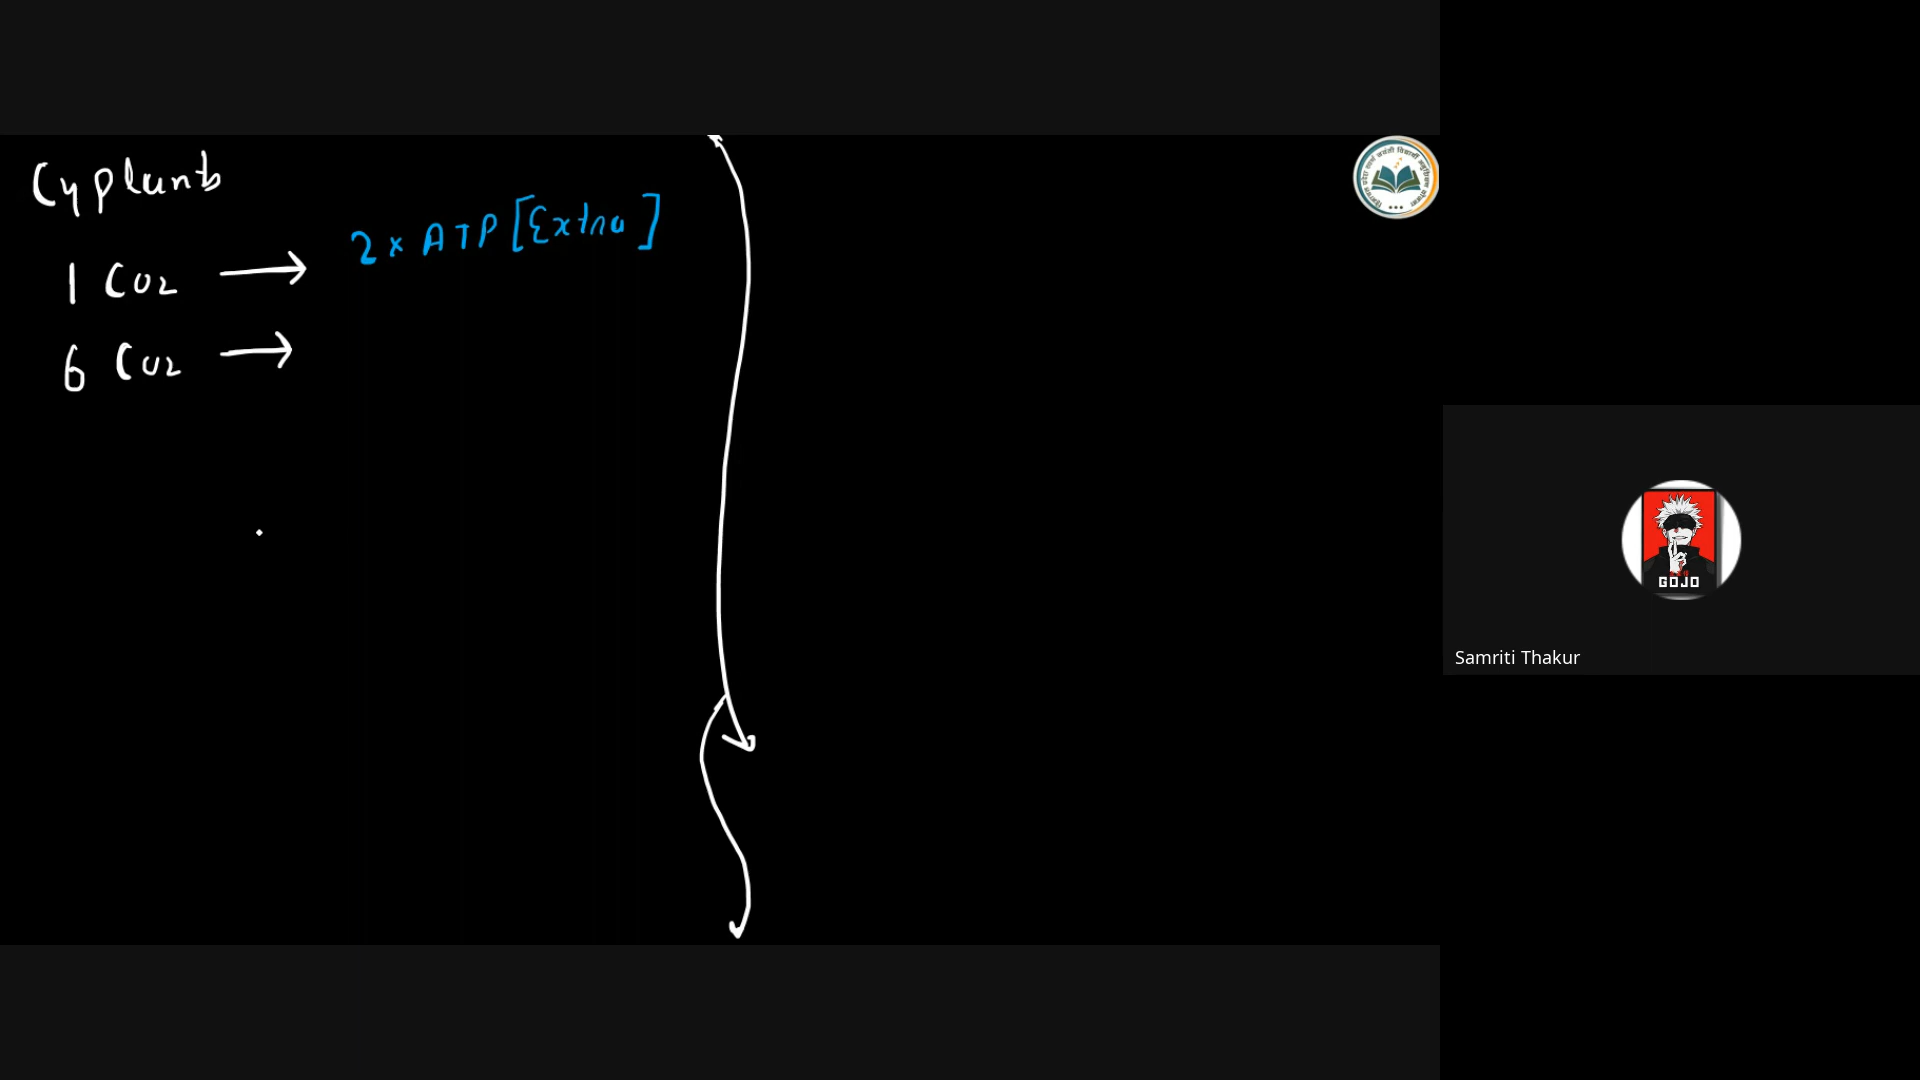 C4 plants
1 CO2 → 2 x ATP [Extra]
6 CO2 →
GOJO
Samriti Thakur